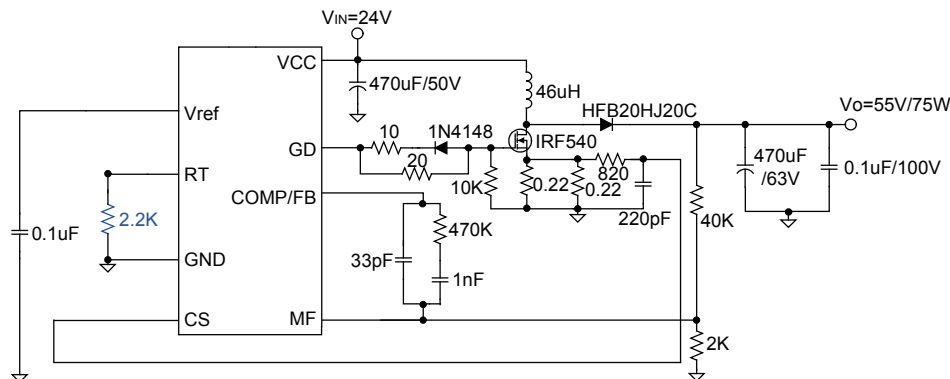 VIN=24V
VCC
470uF/50V
46uH
HFB20HJ20C
Vo=55V/75W
Vref
10
1N4148
IRF540
GD
20
470uF
/63V
0.1uF/100V
RT
10K
0.22
0.22
820
COMP/FB
220pF
40K
2.2K
0.1uF
470K
33pF
GND
1nF
CS
MF
2K